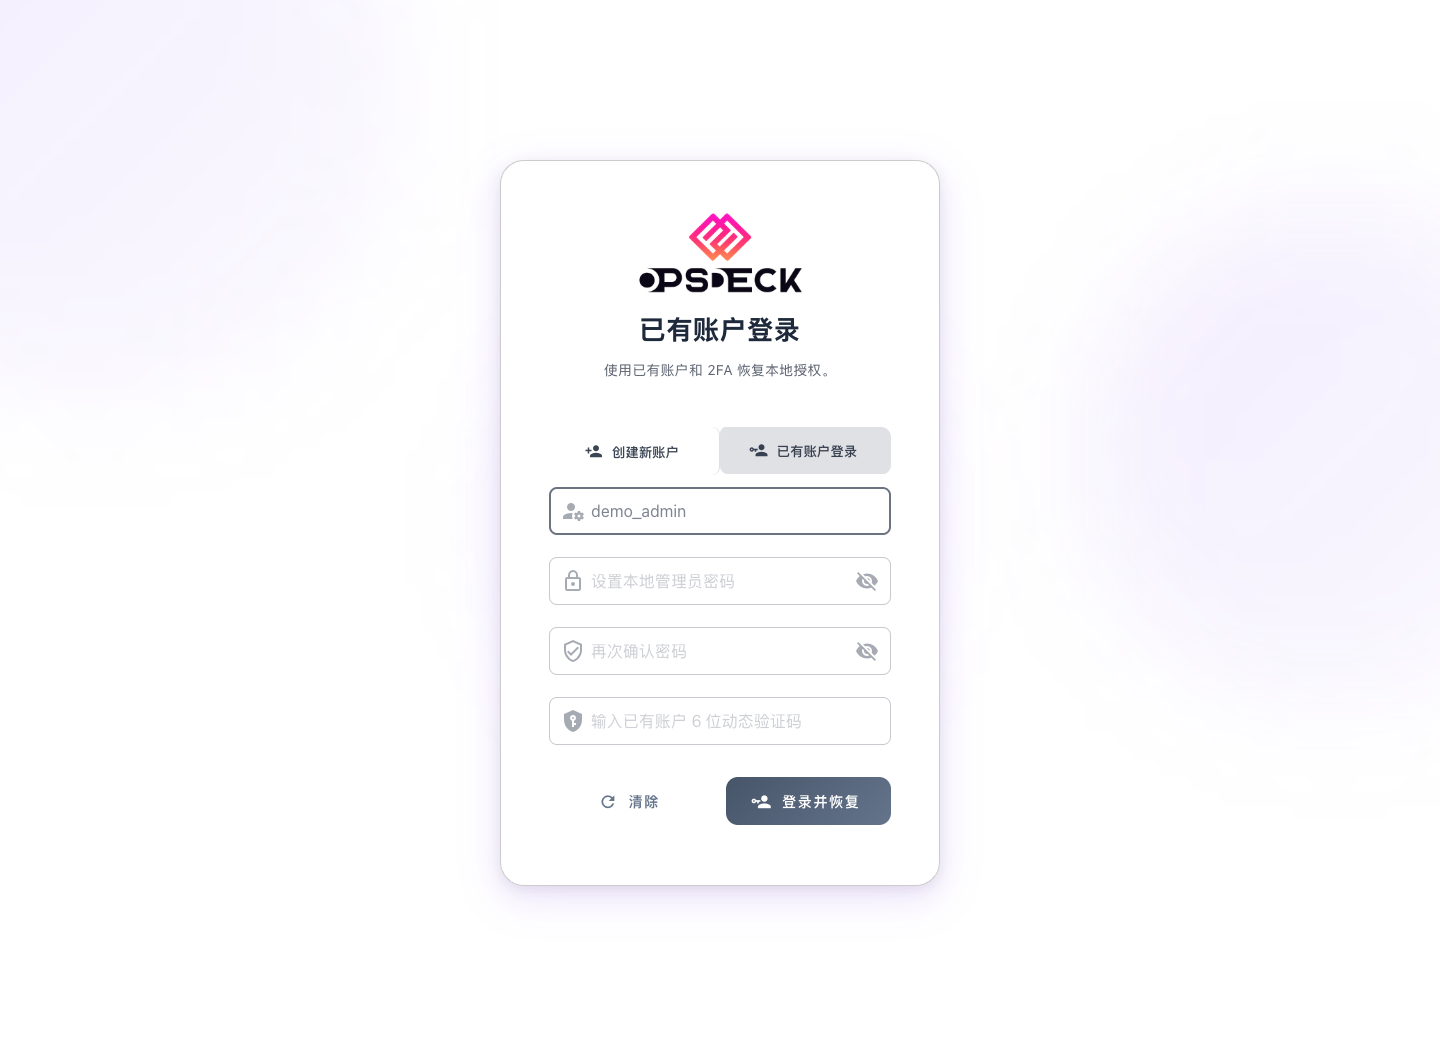 OPSDECK
已有账户登录
使用已有账户和 2FA 恢复本地授权。
创建新账户
已有账户登录
demo_admin
设置本地管理员密码
再次确认密码
输入已有账户 6 位动态验证码
清除
登录并恢复